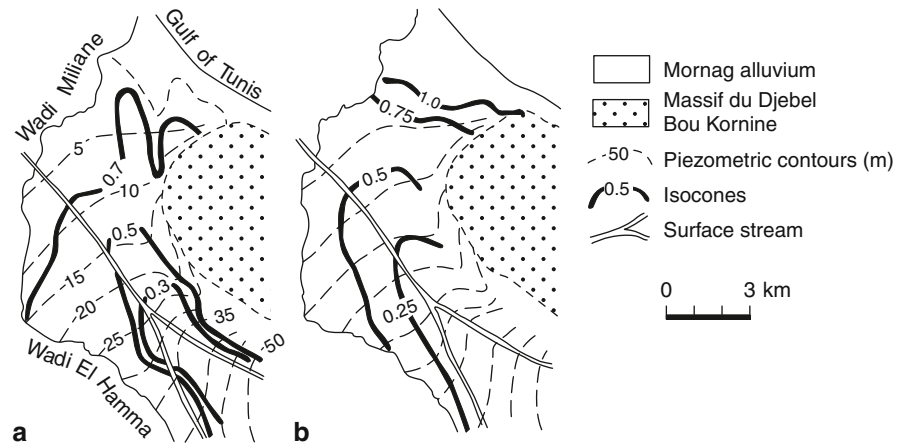 Wadi Miliane
Gulf of Tunis
5
0.7
10
0.5
15
0.3
20
35
25
50
Wadi El Hamma
a
1.0
0.75
0.5
0.25
b
Mornag alluvium
Massif du Djebel
Bou Kornine
50
Piezometric contours (m)
0.5
Isocones
Surface stream
0 3 km